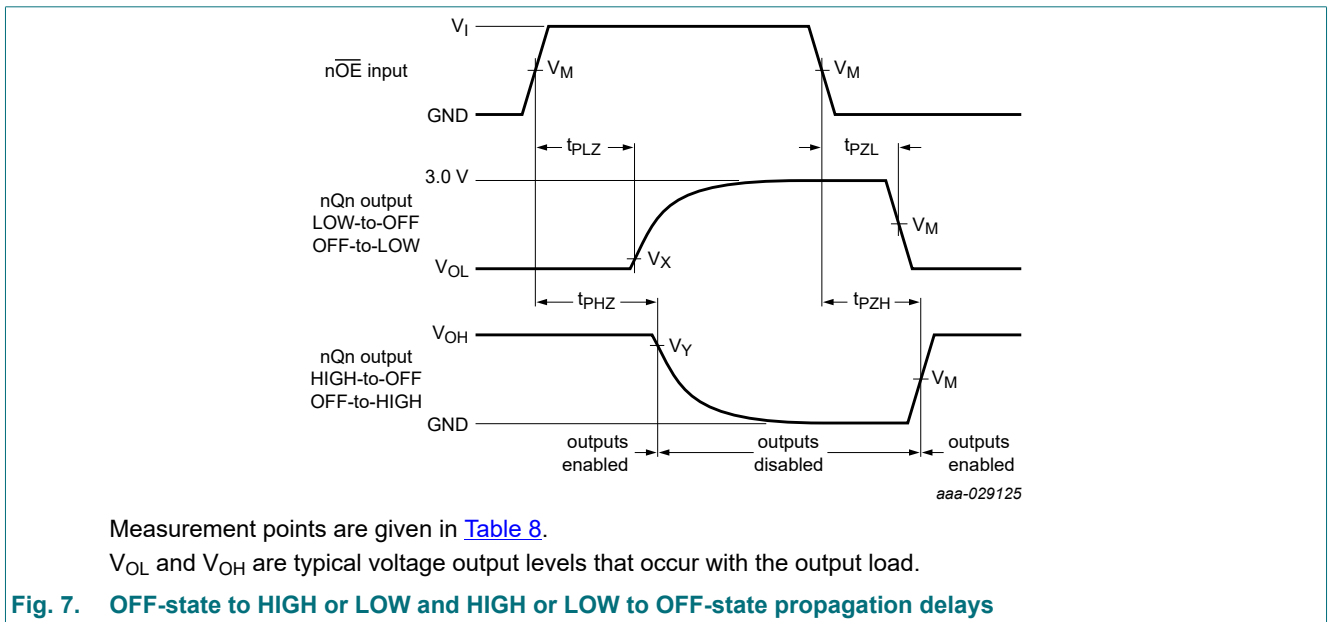 V_I
nO̅E̅ input
V_M
V_M
GND
t_PLZ
t_PZL
3.0 V
nQn output
LOW-to-OFF
OFF-to-LOW
V_M
V_X
V_OL
t_PHZ
t_PZH
V_OH
nQn output
HIGH-to-OFF
OFF-to-HIGH
V_Y
V_M
GND
outputs
enabled
outputs
disabled
outputs
enabled
aaa-029125
Measurement points are given in Table 8.
V_OL and V_OH are typical voltage output levels that occur with the output load.
Fig. 7. OFF-state to HIGH or LOW and HIGH or LOW to OFF-state propagation delays